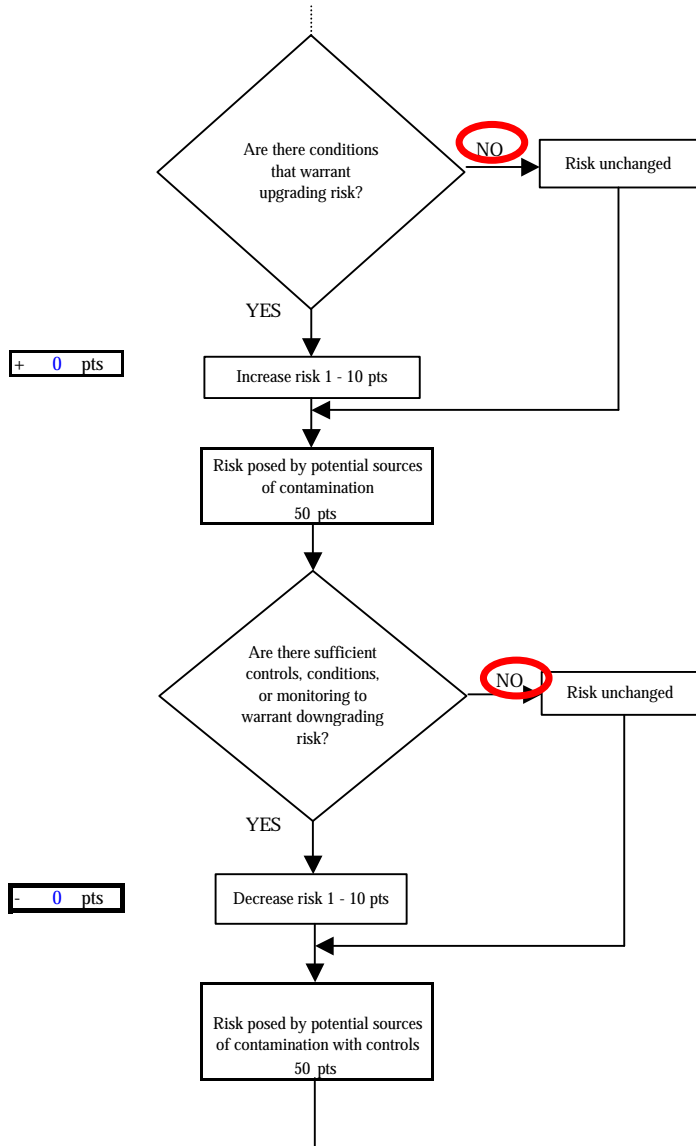 Are there conditions
that warrant
upgrading risk?
NO
Risk unchanged
YES
+ 0 pts
Increase risk 1 - 10 pts
Risk posed by potential sources
of contamination
50 pts
Are there sufficient
controls, conditions,
or monitoring to
warrant downgrading
risk?
NO
Risk unchanged
YES
- 0 pts
Decrease risk 1 - 10 pts
Risk posed by potential sources
of contamination with controls
50 pts